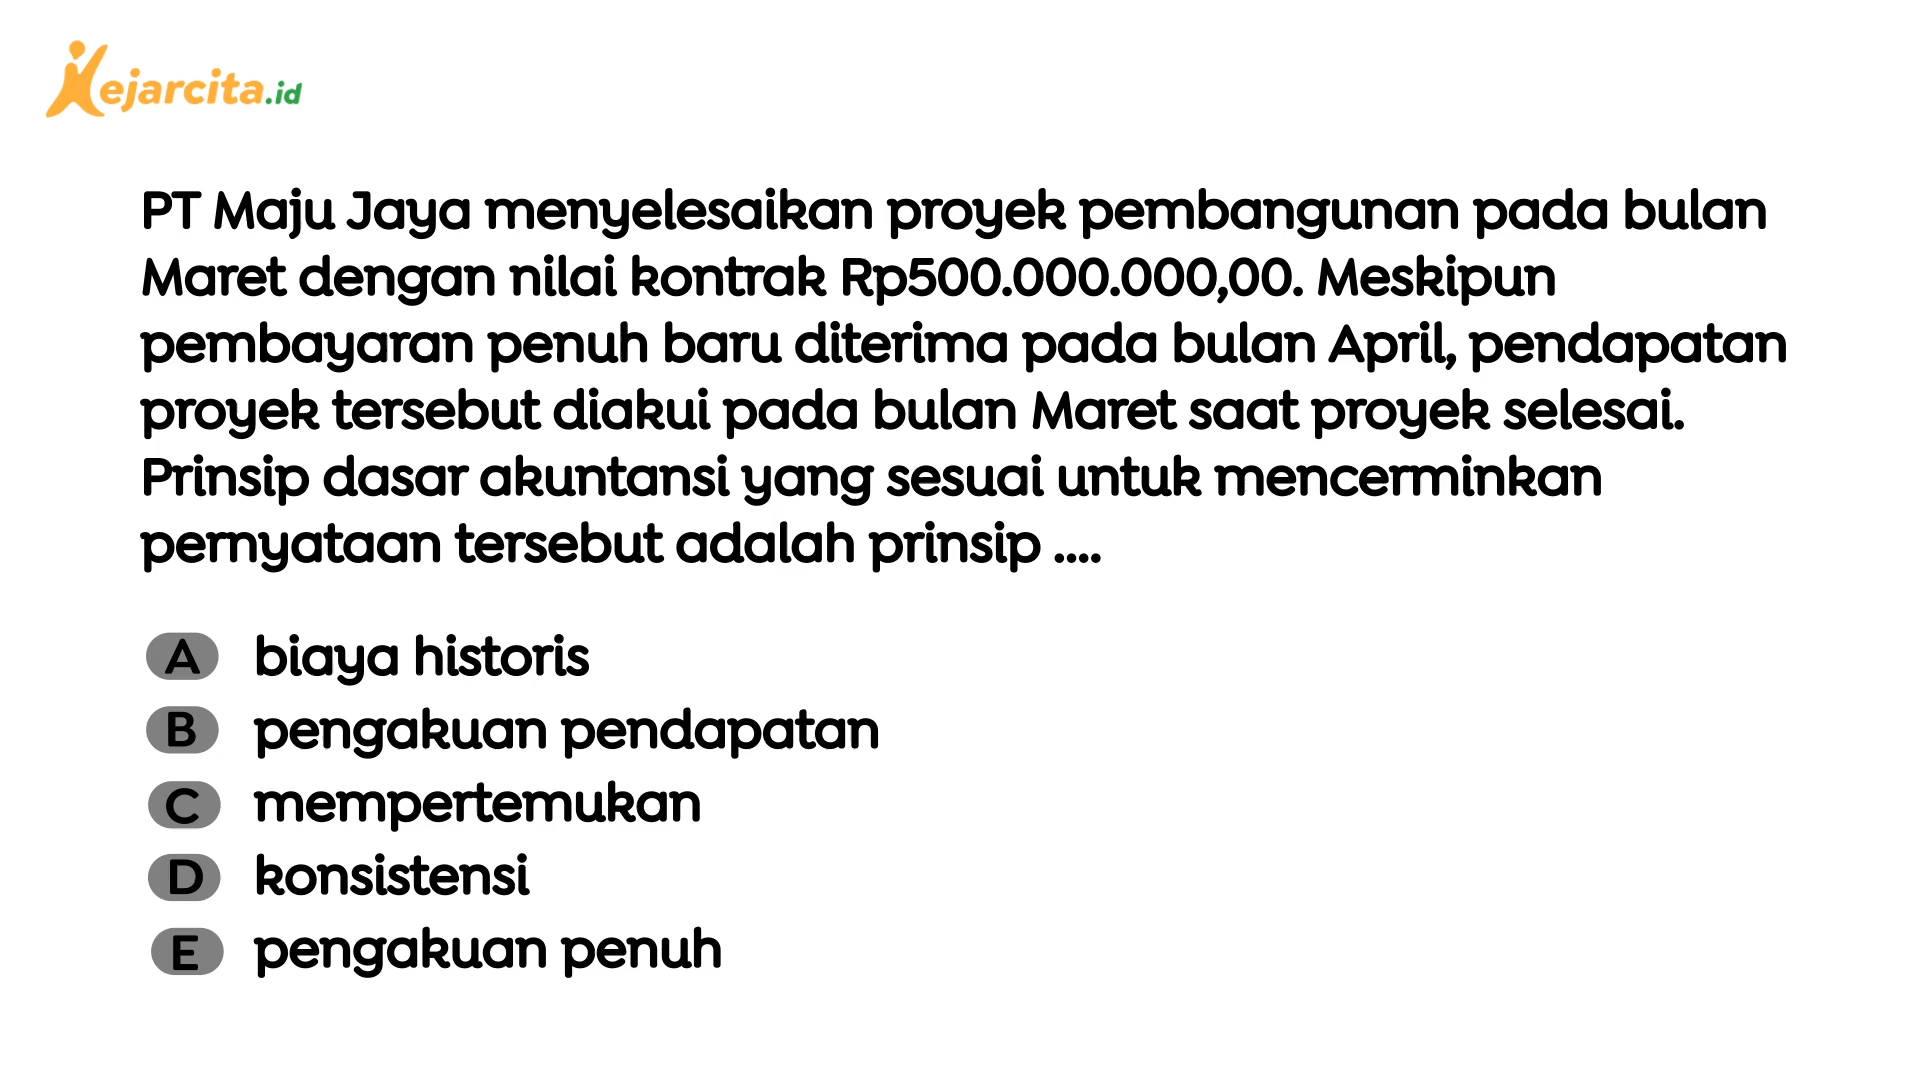 Kejarcita.id
PT Maju Jaya menyelesaikan proyek pembangunan pada bulan
Maret dengan nilai kontrak Rp500.000.000,00. Meskipun
pembayaran penuh baru diterima pada bulan April, pendapatan
proyek tersebut diakui pada bulan Maret saat proyek selesai.
Prinsip dasar akuntansi yang sesuai untuk mencerminkan
pernyataan tersebut adalah prinsip ....
A biaya historis
B pengakuan pendapatan
C mempertemukan
D konsistensi
E pengakuan penuh